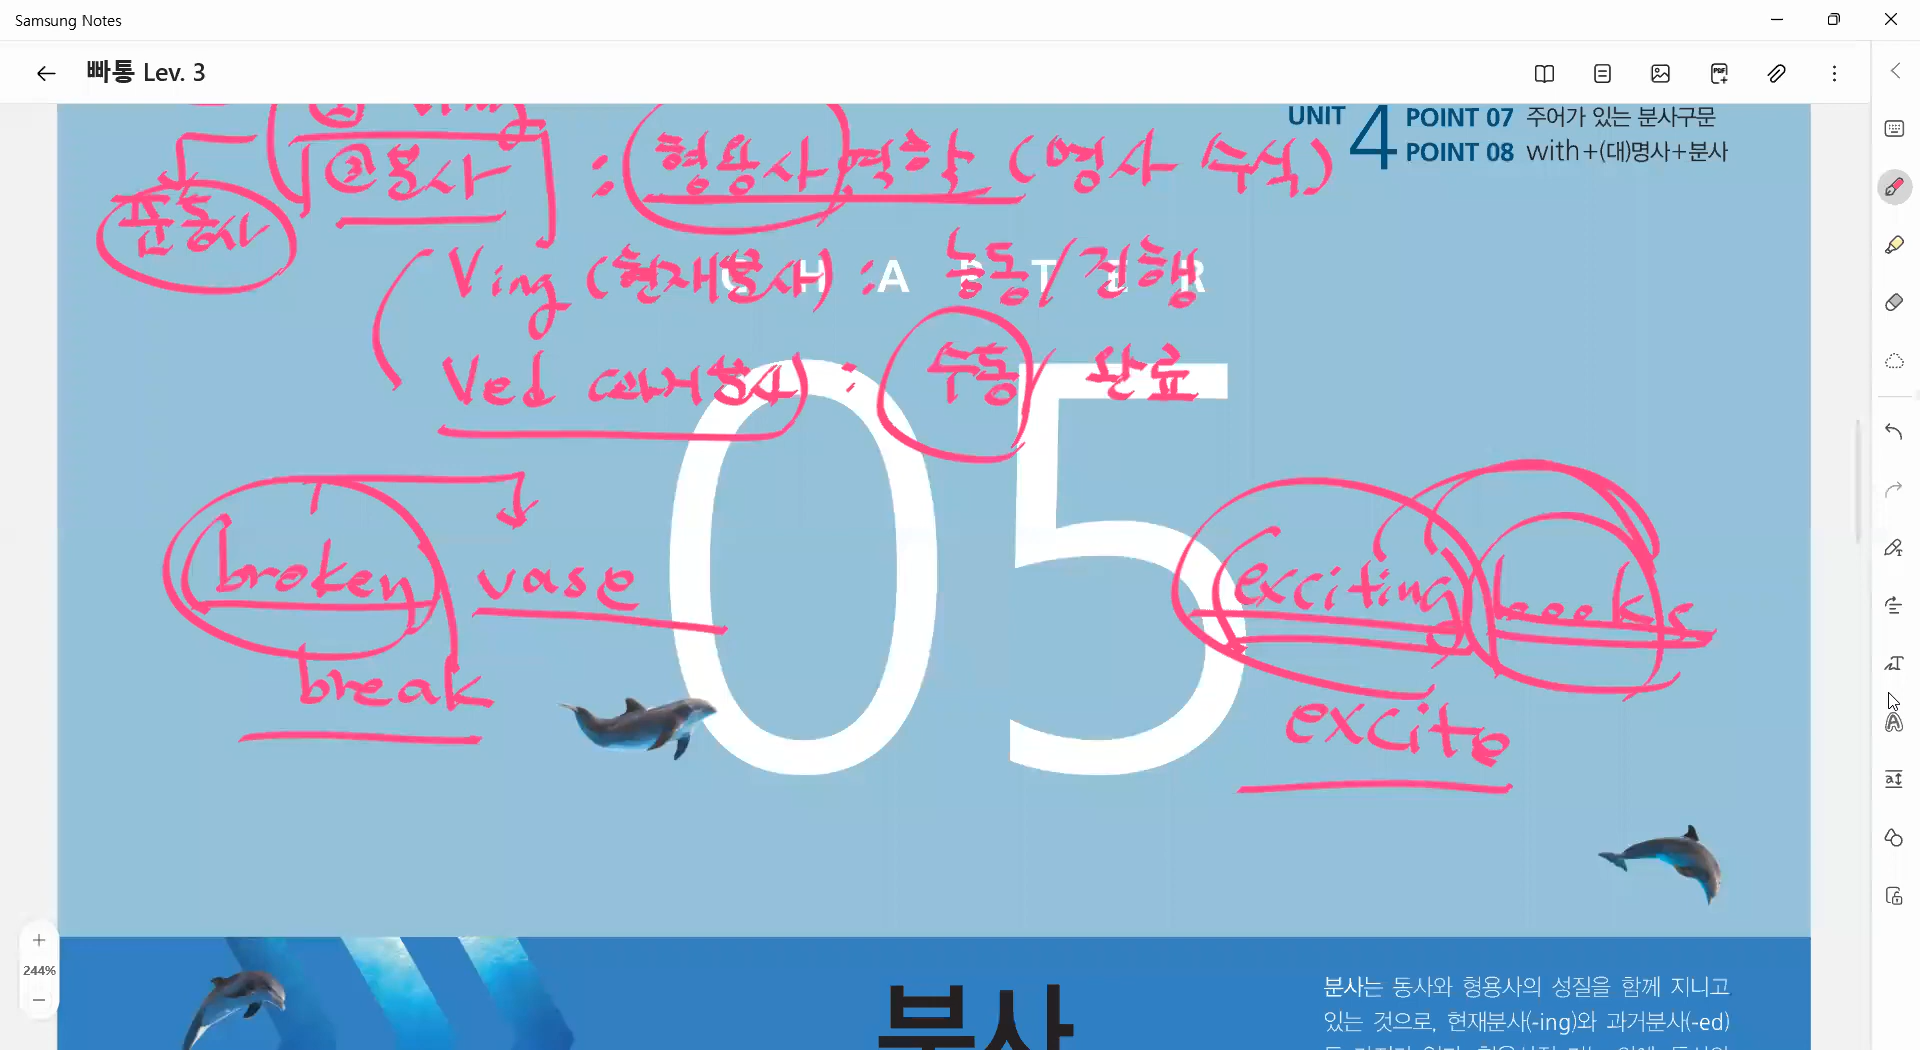 Samsung Notes
빠통 Lev. 3
UNIT 4 POINT 07 주어가 있는 분사구문
POINT 08 with+(대)명사+분사
②분사 : 형용사 역할 (명사 수식)
준동사
Ving (현재분사) : 능동/진행
CHAPTER
Ved (과거분사) : 수동/완료
05
broken vase
exciting books
break
excite
244%
분사
분사는 동사와 형용사의 성질을 함께 지니고
있는 것으로, 현재분사(-ing)와 과거분사(-ed)